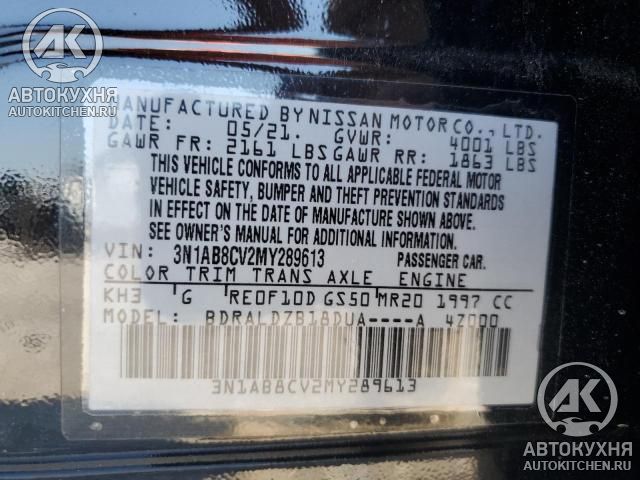 AK
АВТОКУХНЯ
AUTOKITCHEN.RU
MANUFACTURED BY NISSAN MOTOR CO., LTD.
DATE: 05/21. GVWR: 4001 LBS
GAWR FR: 2161 LBS GAWR RR: 1863 LBS
THIS VEHICLE CONFORMS TO ALL APPLICABLE FEDERAL MOTOR
VEHICLE SAFETY, BUMPER AND THEFT PREVENTION STANDARDS
IN EFFECT ON THE DATE OF MANUFACTURE SHOWN ABOVE.
SEE OWNER'S MANUAL FOR ADDITIONAL INFORMATION.
VIN: 3N1AB8CV2MY289613 PASSENGER CAR.
COLOR TRIM TRANS AXLE ENGINE
KH3 G RE0F10D GS50 MR20 1997 CC
MODEL: BDRALDZB18DUA----A 4Z000
3N1AB8CV2MY289613
AK
АВТОКУХНЯ
AUTOKITCHEN.RU